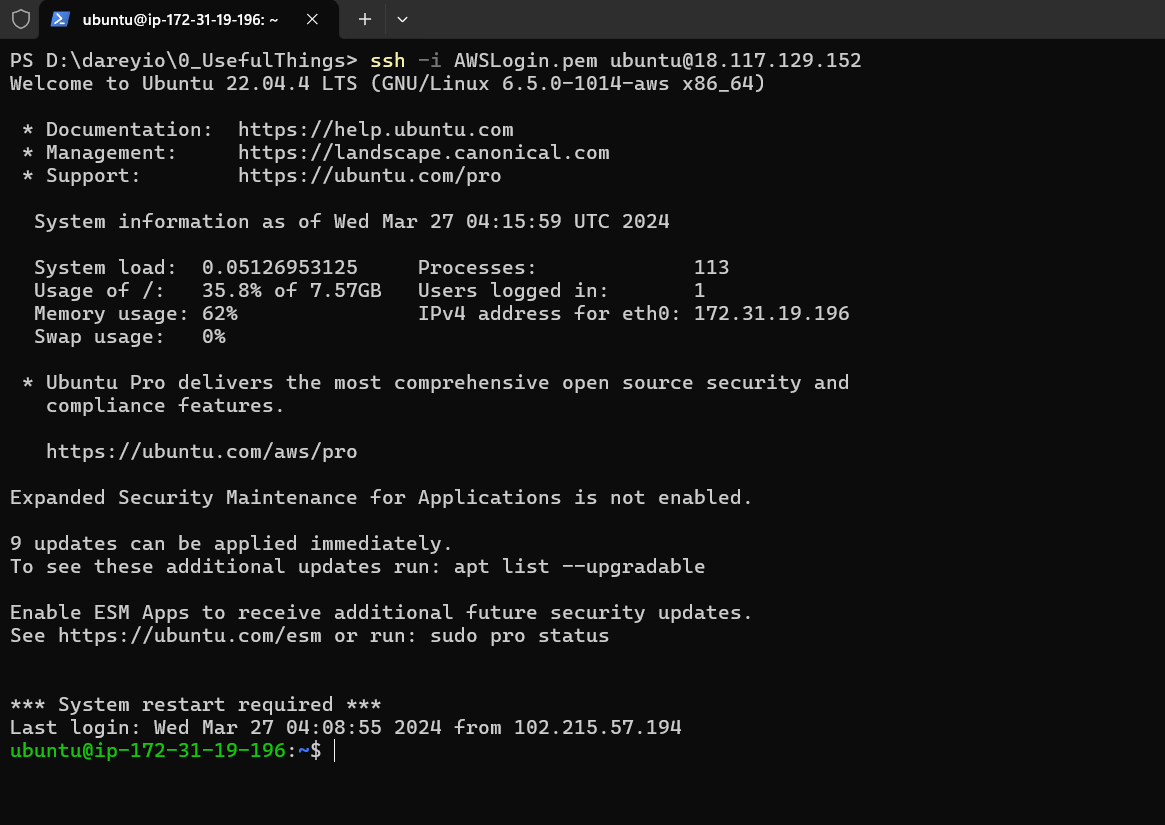 ubuntu@ip-172-31-19-196: ~
PS D:\dareyio\0_UsefulThings> ssh -i AWSLogin.pem ubuntu@18.117.129.152
Welcome to Ubuntu 22.04.4 LTS (GNU/Linux 6.5.0-1014-aws x86_64)
* Documentation:  https://help.ubuntu.com
* Management:     https://landscape.canonical.com
* Support:        https://ubuntu.com/pro
System information as of Wed Mar 27 04:15:59 UTC 2024
System load:  0.05126953125     Processes:             113
Usage of /:   35.8% of 7.57GB   Users logged in:       1
Memory usage: 62%               IPv4 address for eth0: 172.31.19.196
Swap usage:   0%
* Ubuntu Pro delivers the most comprehensive open source security and
compliance features.
https://ubuntu.com/aws/pro
Expanded Security Maintenance for Applications is not enabled.
9 updates can be applied immediately.
To see these additional updates run: apt list --upgradable
Enable ESM Apps to receive additional future security updates.
See https://ubuntu.com/esm or run: sudo pro status
*** System restart required ***
Last login: Wed Mar 27 04:08:55 2024 from 102.215.57.194
ubuntu@ip-172-31-19-196:~$